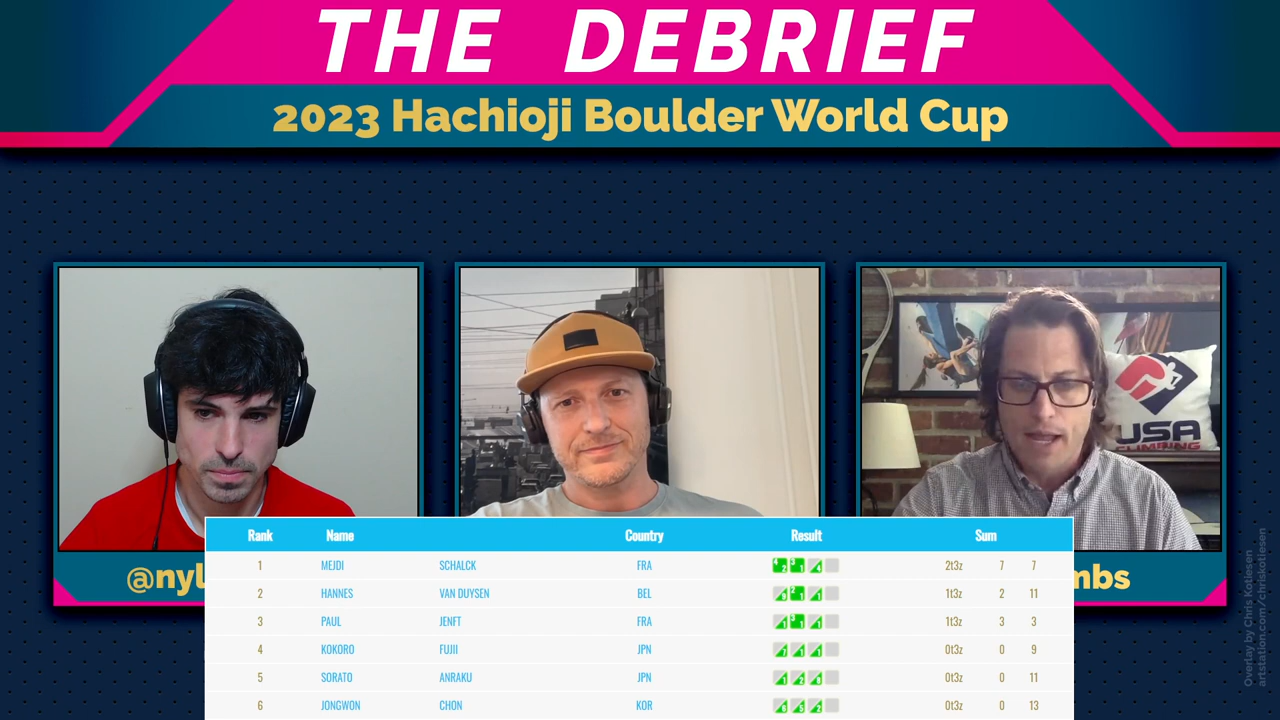 THE DEBRIEF
2023 Hachioji Boulder World Cup
USA
CLIMBING
@nyl
mbs
Rank Name Country Result Sum
1 MEJDI SCHALCK FRA 2t3z 7 7
2 HANNES VAN DUYSEN BEL 1t3z 2 11
3 PAUL JENFT FRA 1t3z 3 3
4 KOKORO FUJII JPN 0t3z 0 9
5 SORATO ANRAKU JPN 0t3z 0 11
6 JONGWON CHON KOR 0t3z 0 13
Overlay by Chris Kotiesen
artstation.com/chriskotiesen